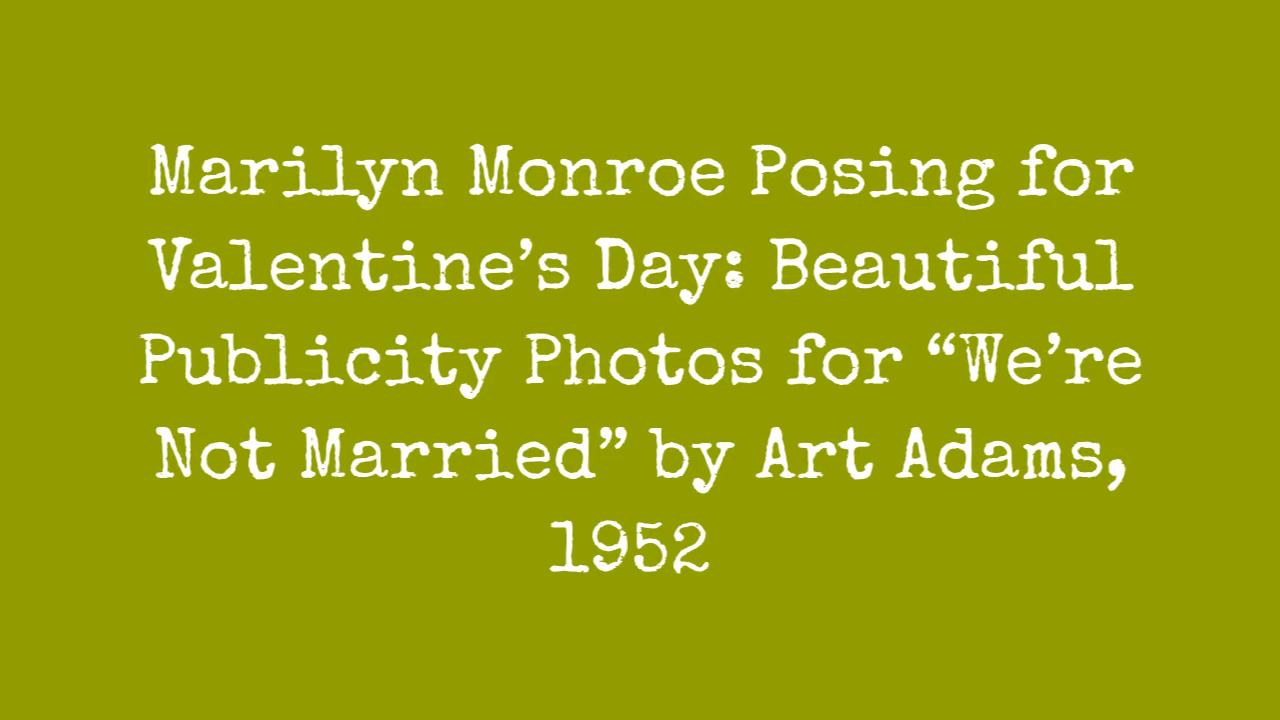 Marilyn Monroe Posing for
Valentine’s Day: Beautiful
Publicity Photos for “We’re
Not Married” by Art Adams,
1952